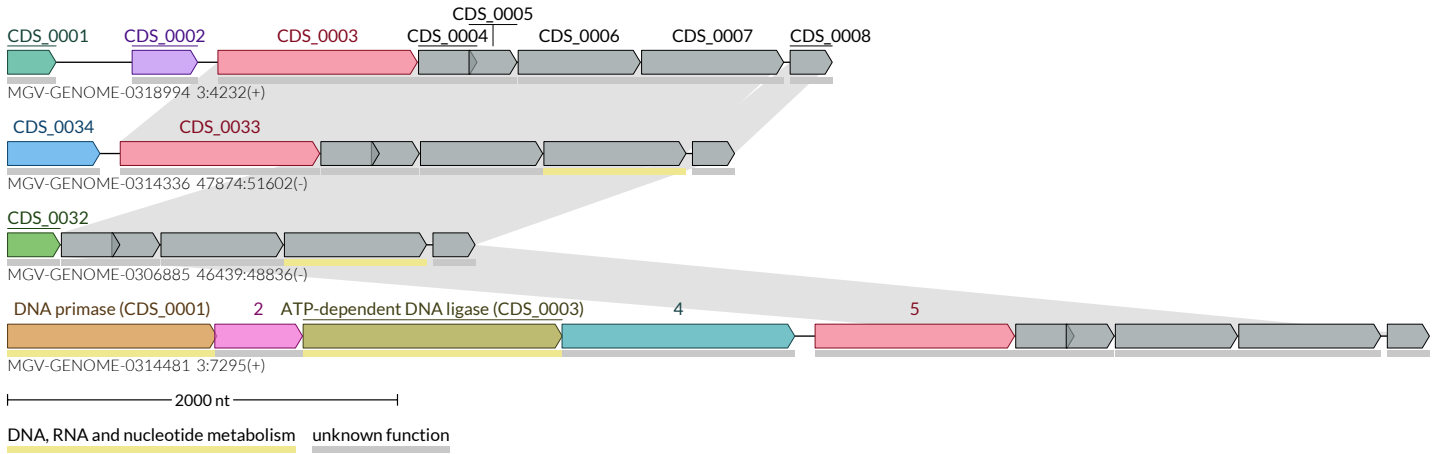 CDS_0005
CDS_0001 CDS_0002 CDS_0003 CDS_0004 CDS_0006 CDS_0007 CDS_0008
MGV-GENOME-0318994 3:4232(+)
CDS_0034 CDS_0033
MGV-GENOME-0314336 47874:51602(-)
CDS_0032
MGV-GENOME-0306885 46439:48836(-)
DNA primase (CDS_0001) 2 ATP-dependent DNA ligase (CDS_0003) 4 5
MGV-GENOME-0314481 3:7295(+)
2000 nt
DNA, RNA and nucleotide metabolism unknown function